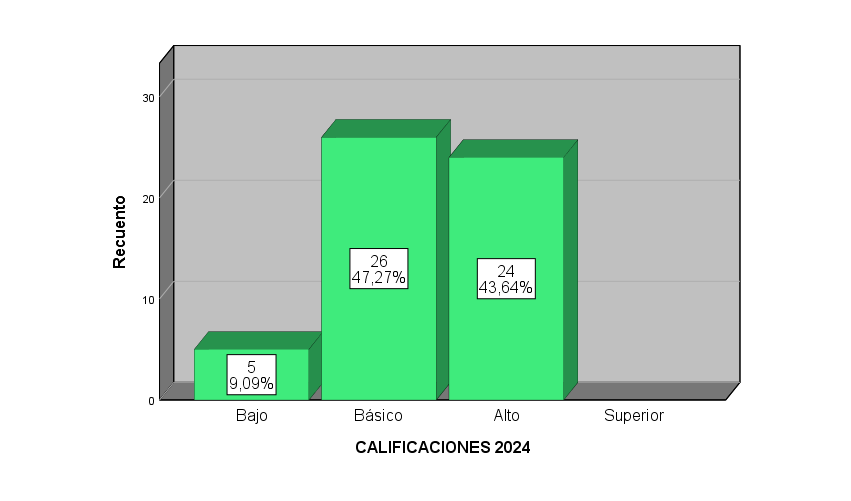 Recuento
30
20
10
0
26
47,27%
24
43,64%
5
9,09%
Bajo
Básico
Alto
Superior
CALIFICACIONES 2024